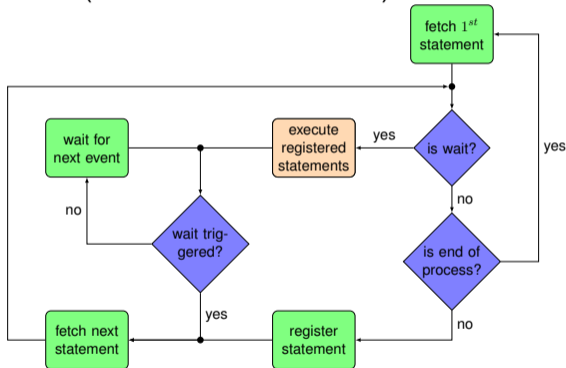 fetch 1st
statement
wait for
next event
execute
registered
statements
yes
is wait?
yes
no
no
wait trig-
gered?
is end of
process?
yes
no
fetch next
statement
register
statement